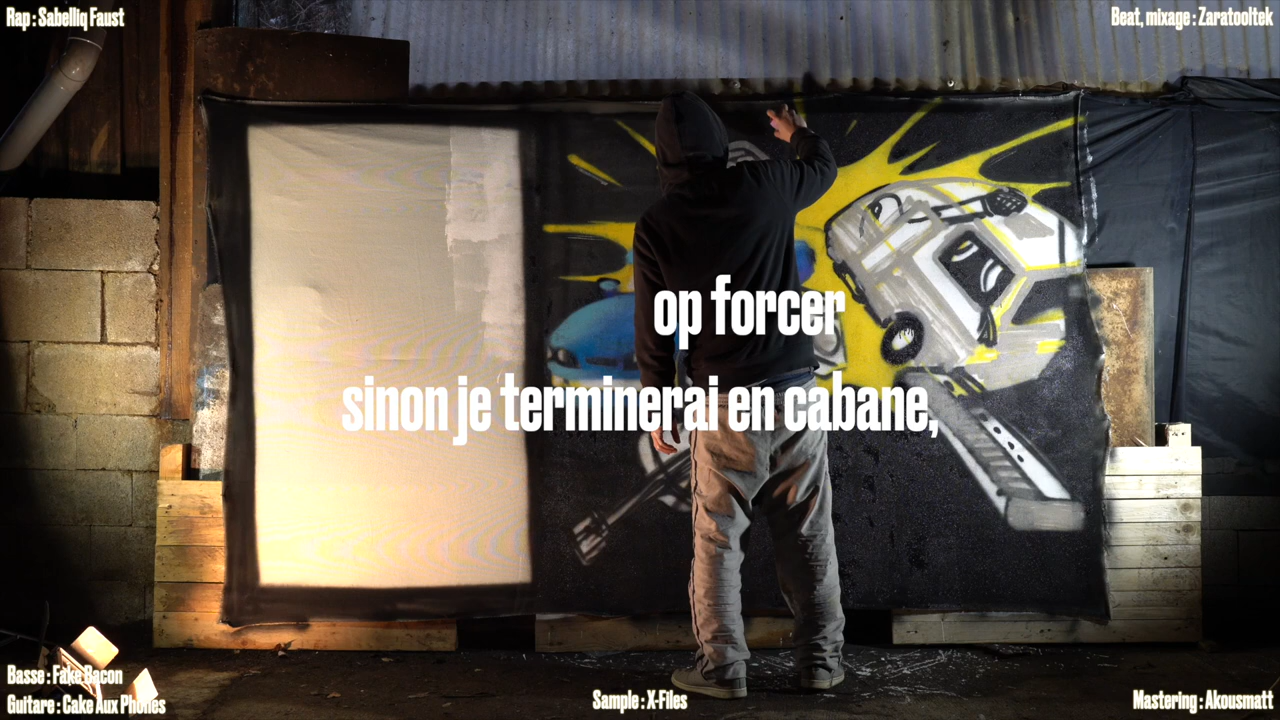 Rap : Sabelliq Faust
Beat, mixage : Zaratooltek
op forcer
sinon je terminerai en cabane,
Basse : Fake Bacon
Guitare : Cake Aux Phones
Sample : X-Files
Mastering : Akousmatt